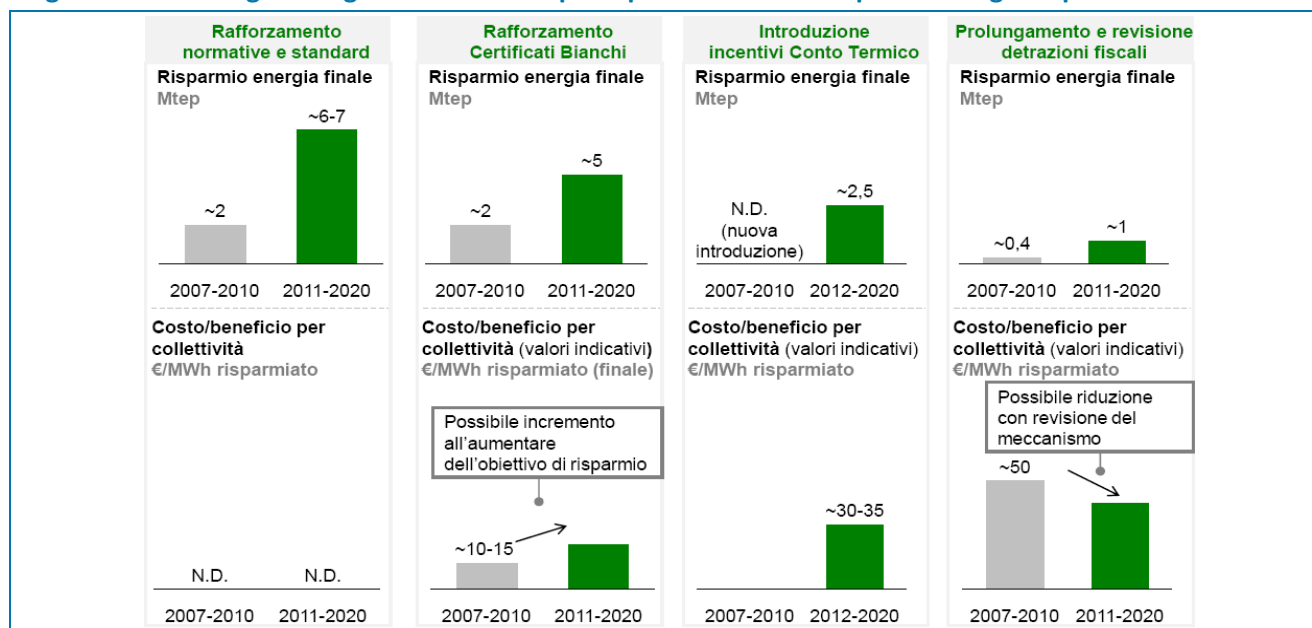 Rafforzamento
normative e standard
Risparmio energia finale
Mtep
~6-7
~2
2007-2010 2011-2020
Costo/beneficio per
collettività
€/MWh risparmiato
N.D. N.D.
2007-2010 2011-2020
Rafforzamento
Certificati Bianchi
Risparmio energia finale
Mtep
~5
~2
2007-2010 2011-2020
Costo/beneficio per
collettività (valori indicativi)
€/MWh risparmiato (finale)
Possibile incremento
all'aumentare
dell'obiettivo di risparmio
~10-15
2007-2010 2011-2020
Introduzione
incentivi Conto Termico
Risparmio energia finale
Mtep
~2,5
N.D.
(nuova
introduzione)
2007-2010 2012-2020
Costo/beneficio per
collettività (valori indicativi)
€/MWh risparmiato
~30-35
2007-2010 2012-2020
Prolungamento e revisione
detrazioni fiscali
Risparmio energia finale
Mtep
~1
~0,4
2007-2010 2011-2020
Costo/beneficio per
collettività (valori indicativi)
€/MWh risparmiato
Possibile riduzione
con revisione del
meccanismo
~50
2007-2010 2011-2020